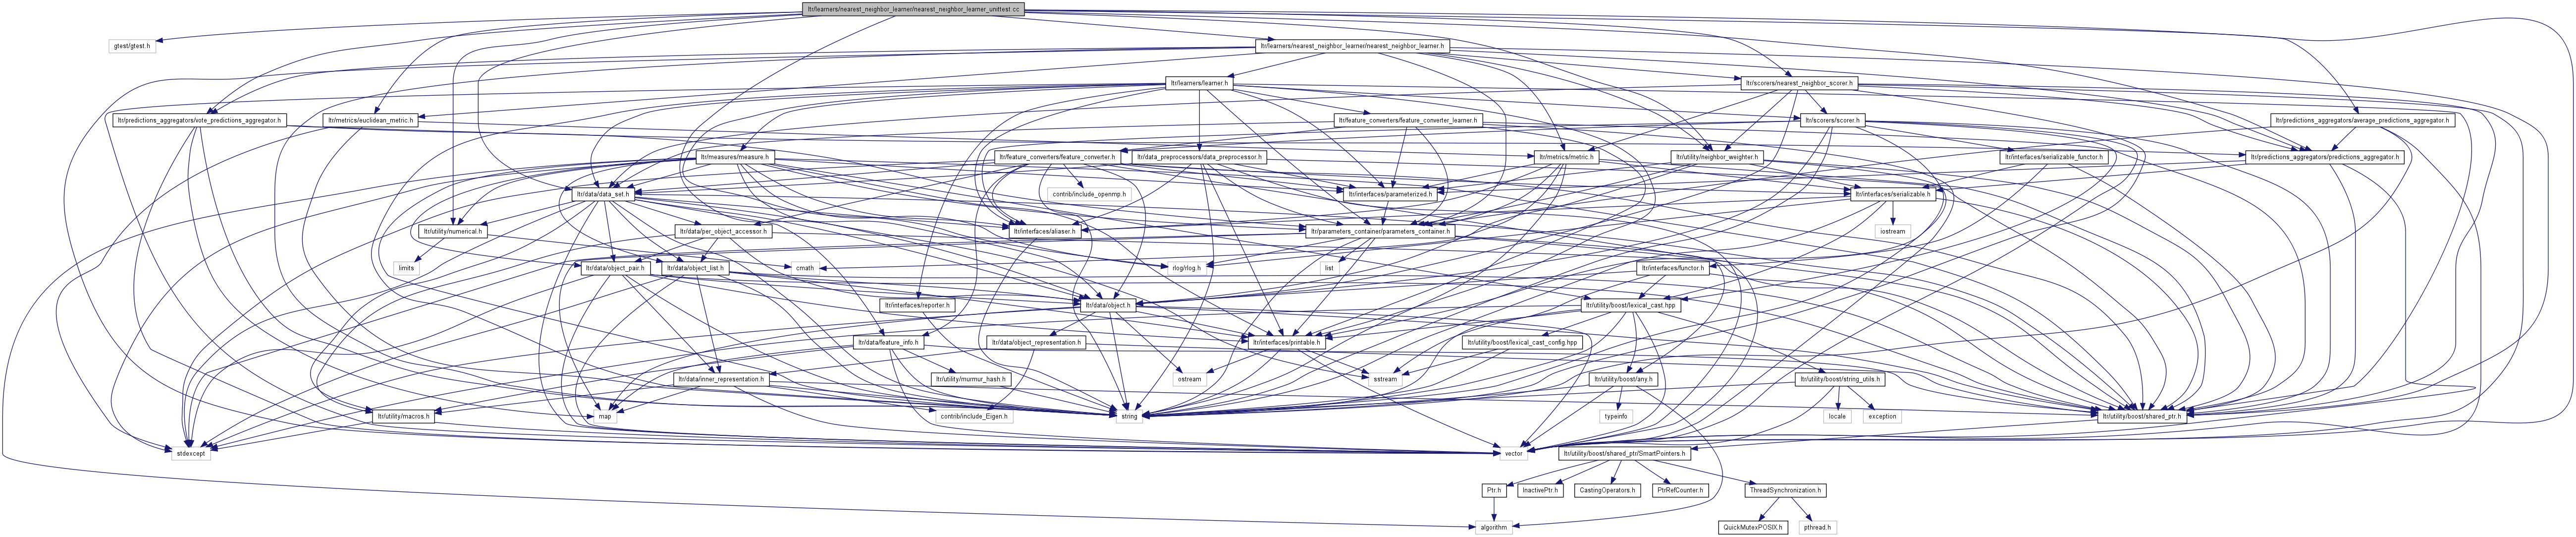 ltr/learners/nearest_neighbor_learner/nearest_neighbor_learner_unittest.cc
gtest/gtest.h
ltr/learners/nearest_neighbor_learner/nearest_neighbor_learner.h
ltr/learners/learner.h
ltr/scorers/nearest_neighbor_scorer.h
ltr/predictions_aggregators/vote_predictions_aggregator.h
ltr/metrics/euclidean_metric.h
ltr/feature_converters/feature_converter_learner.h
ltr/scorers/scorer.h
ltr/predictions_aggregators/average_predictions_aggregator.h
ltr/measures/measure.h
ltr/feature_converters/feature_converter.h
ltr/data_preprocessors/data_preprocessor.h
ltr/metrics/metric.h
ltr/utility/neighbor_weighter.h
ltr/interfaces/serializable_functor.h
ltr/predictions_aggregators/predictions_aggregator.h
ltr/data/data_set.h
contrib/include_openmp.h
ltr/interfaces/parameterized.h
ltr/interfaces/serializable.h
ltr/utility/numerical.h
ltr/data/per_object_accessor.h
ltr/interfaces/aliaser.h
ltr/parameters_container/parameters_container.h
iostream
limits
ltr/data/object_pair.h
ltr/data/object_list.h
cmath
rlog/rlog.h
list
ltr/interfaces/functor.h
ltr/interfaces/reporter.h
ltr/data/object.h
ltr/utility/boost/lexical_cast.hpp
ltr/data/feature_info.h
ltr/data/object_representation.h
ltr/interfaces/printable.h
ltr/utility/boost/lexical_cast_config.hpp
ltr/data/inner_representation.h
ltr/utility/murmur_hash.h
ostream
sstream
ltr/utility/boost/any.h
ltr/utility/boost/string_utils.h
ltr/utility/macros.h
map
contrib/include_Eigen.h
string
typeinfo
locale
exception
ltr/utility/boost/shared_ptr.h
stdexcept
vector
ltr/utility/boost/shared_ptr/SmartPointers.h
Ptr.h
InactivePtr.h
CastingOperators.h
PtrRefCounter.h
ThreadSynchronization.h
algorithm
QuickMutexPOSIX.h
pthread.h